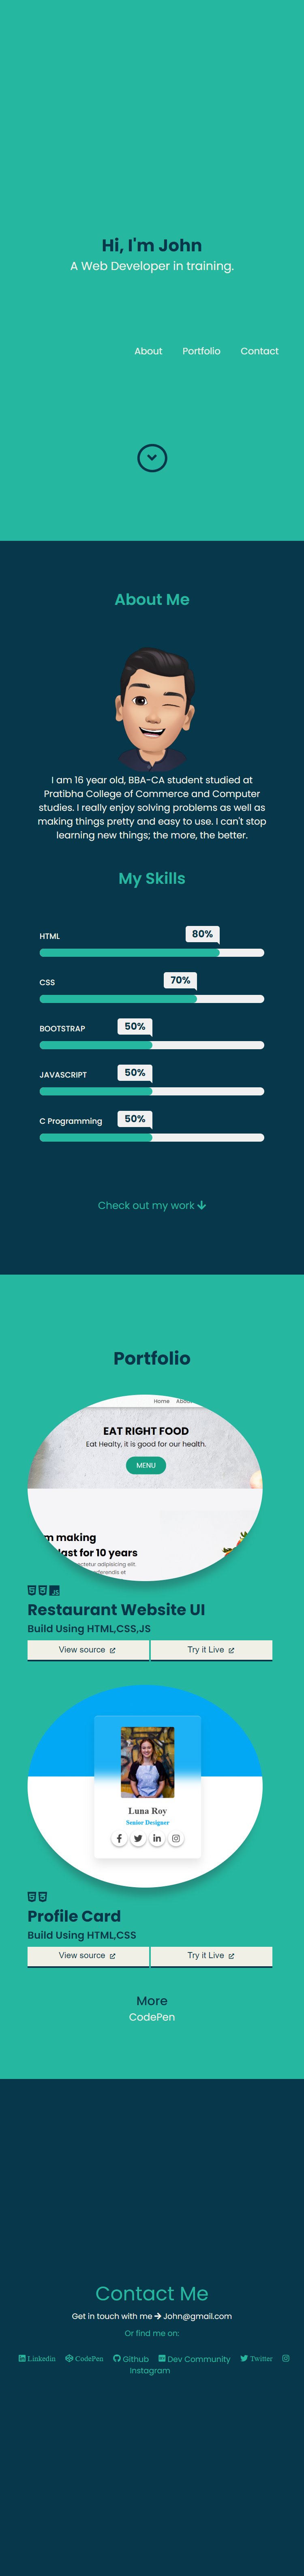 Hi, I'm John
A Web Developer in training.
About Portfolio Contact
About Me
I am 16 year old, BBA-CA student studied at
Pratibha College of Commerce and Computer
studies. I really enjoy solving problems as well as
making things pretty and easy to use. I can't stop
learning new things; the more, the better.
My Skills
HTML 80%
CSS 70%
BOOTSTRAP 50%
JAVASCRIPT 50%
C Programming 50%
Check out my work
Portfolio
Home
EAT RIGHT FOOD
Eat Healty, it is good for our health.
MENU
making
for 10 years
adipisicing elit.
Restaurant Website UI
Build Using HTML,CSS,JS
View source Try it Live
Luna Roy
Senior Designer
Profile Card
Build Using HTML,CSS
View source Try it Live
More
CodePen
Contact Me
Get in touch with me John@gmail.com
Or find me on:
Linkedin CodePen Github Dev Community Twitter
Instagram